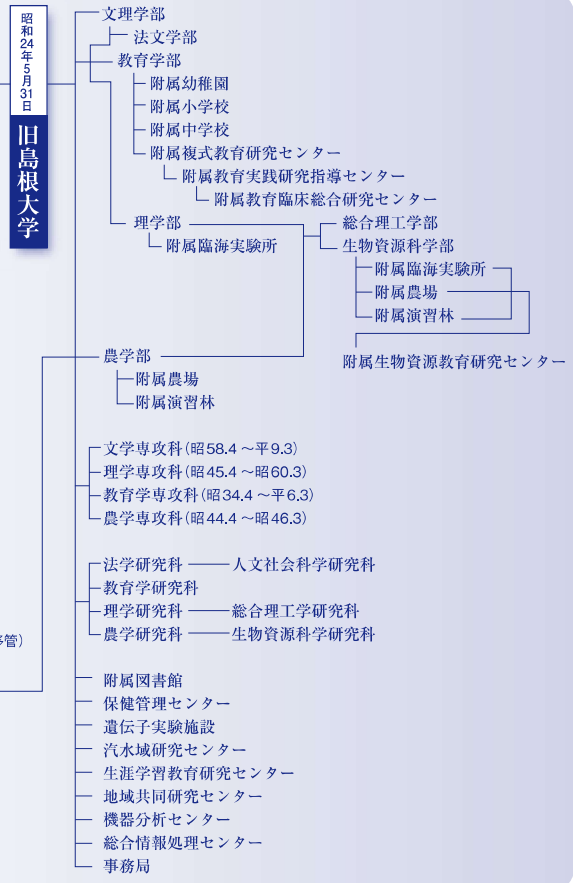 昭和24年5月31日
旧島根大学
文理学部
法文学部
教育学部
附属幼稚園
附属小学校
附属中学校
附属複式教育研究センター
附属教育実践研究指導センター
附属教育臨床総合研究センター
理学部
附属臨海実験所
総合理工学部
生物資源科学部
附属臨海実験所
附属農場
附属演習林
附属生物資源教育研究センター
農学部
附属農場
附属演習林
文学専攻科(昭58.4～平9.3)
理学専攻科(昭45.4～昭60.3)
教育学専攻科(昭34.4～平6.3)
農学専攻科(昭44.4～昭46.3)
法学研究科 人文社会科学研究科
教育学研究科
理学研究科 総合理工学研究科
農学研究科 生物資源科学研究科
管)
附属図書館
保健管理センター
遺伝子実験施設
汽水域研究センター
生涯学習教育研究センター
地域共同研究センター
機器分析センター
総合情報処理センター
事務局